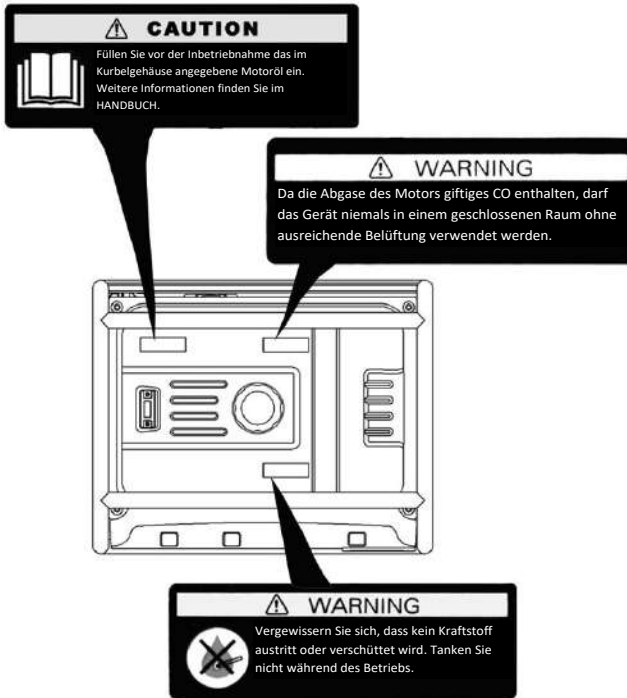 CAUTION
Füllen Sie vor der Inbetriebnahme das im
Kurbelgehäuse angegebene Motoröl ein.
Weitere Informationen finden Sie im
HANDBUCH.
WARNING
Da die Abgase des Motors giftiges CO enthalten, darf
das Gerät niemals in einem geschlossenen Raum ohne
ausreichende Belüftung verwendet werden.
WARNING
Vergewissern Sie sich, dass kein Kraftstoff
austritt oder verschüttet wird. Tanken Sie
nicht während des Betriebs.